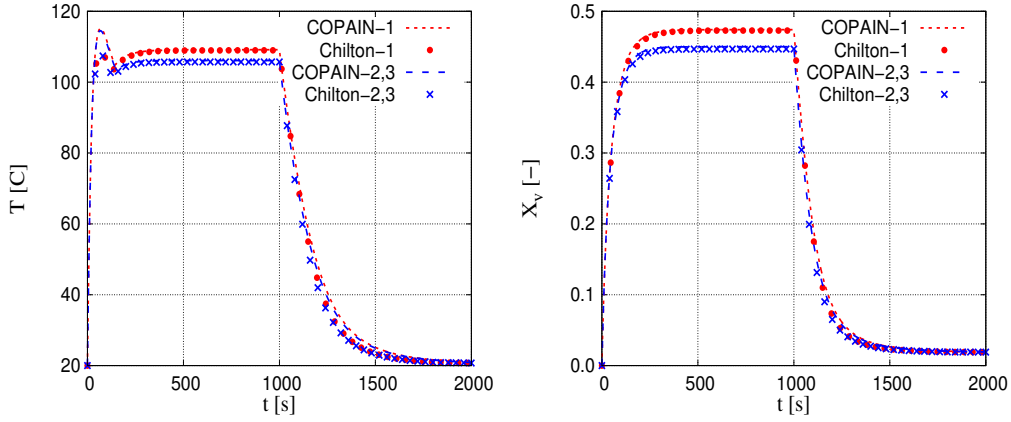 COPAIN−1
Chilton−1
COPAIN−2,3
Chilton−2,3
140
120
100
80
60
40
20
T [C]
0
500
1000
1500
2000
t [s]
COPAIN−1
Chilton−1
COPAIN−2,3
Chilton−2,3
0.5
0.4
0.3
0.2
0.1
0.0
Xv [−]
0
500
1000
1500
2000
t [s]